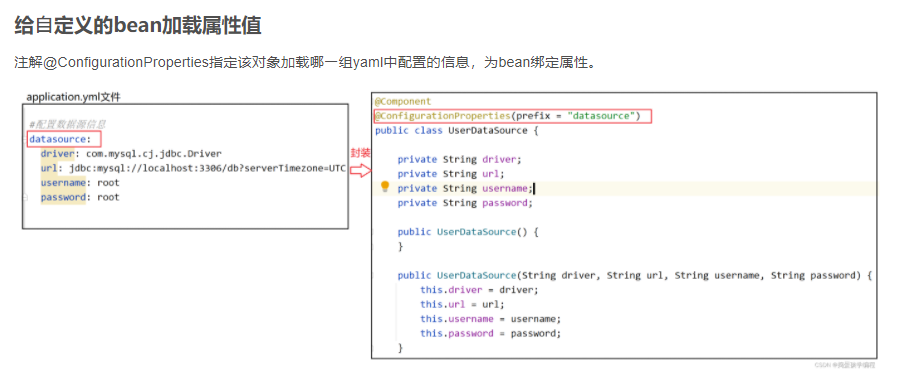 给自定义的bean加载属性值
注解@ConfigurationProperties指定该对象加载哪一组yaml中配置的信息，为bean绑定属性。
application.yml文件
#配置数据源信息
datasource:
driver: com.mysql.cj.jdbc.Driver
url: jdbc:mysql://localhost:3306/db?serverTimezone=UTC
username: root
password: root
封装
@Component
@ConfigurationProperties(prefix = "datasource")
public class UserDataSource {
private String driver;
private String url;
private String username;
private String password;
public UserDataSource() {
}
public UserDataSource(String driver, String url, String username, String password) {
this.driver = driver;
this.url = url;
this.username = username;
this.password = password;
}